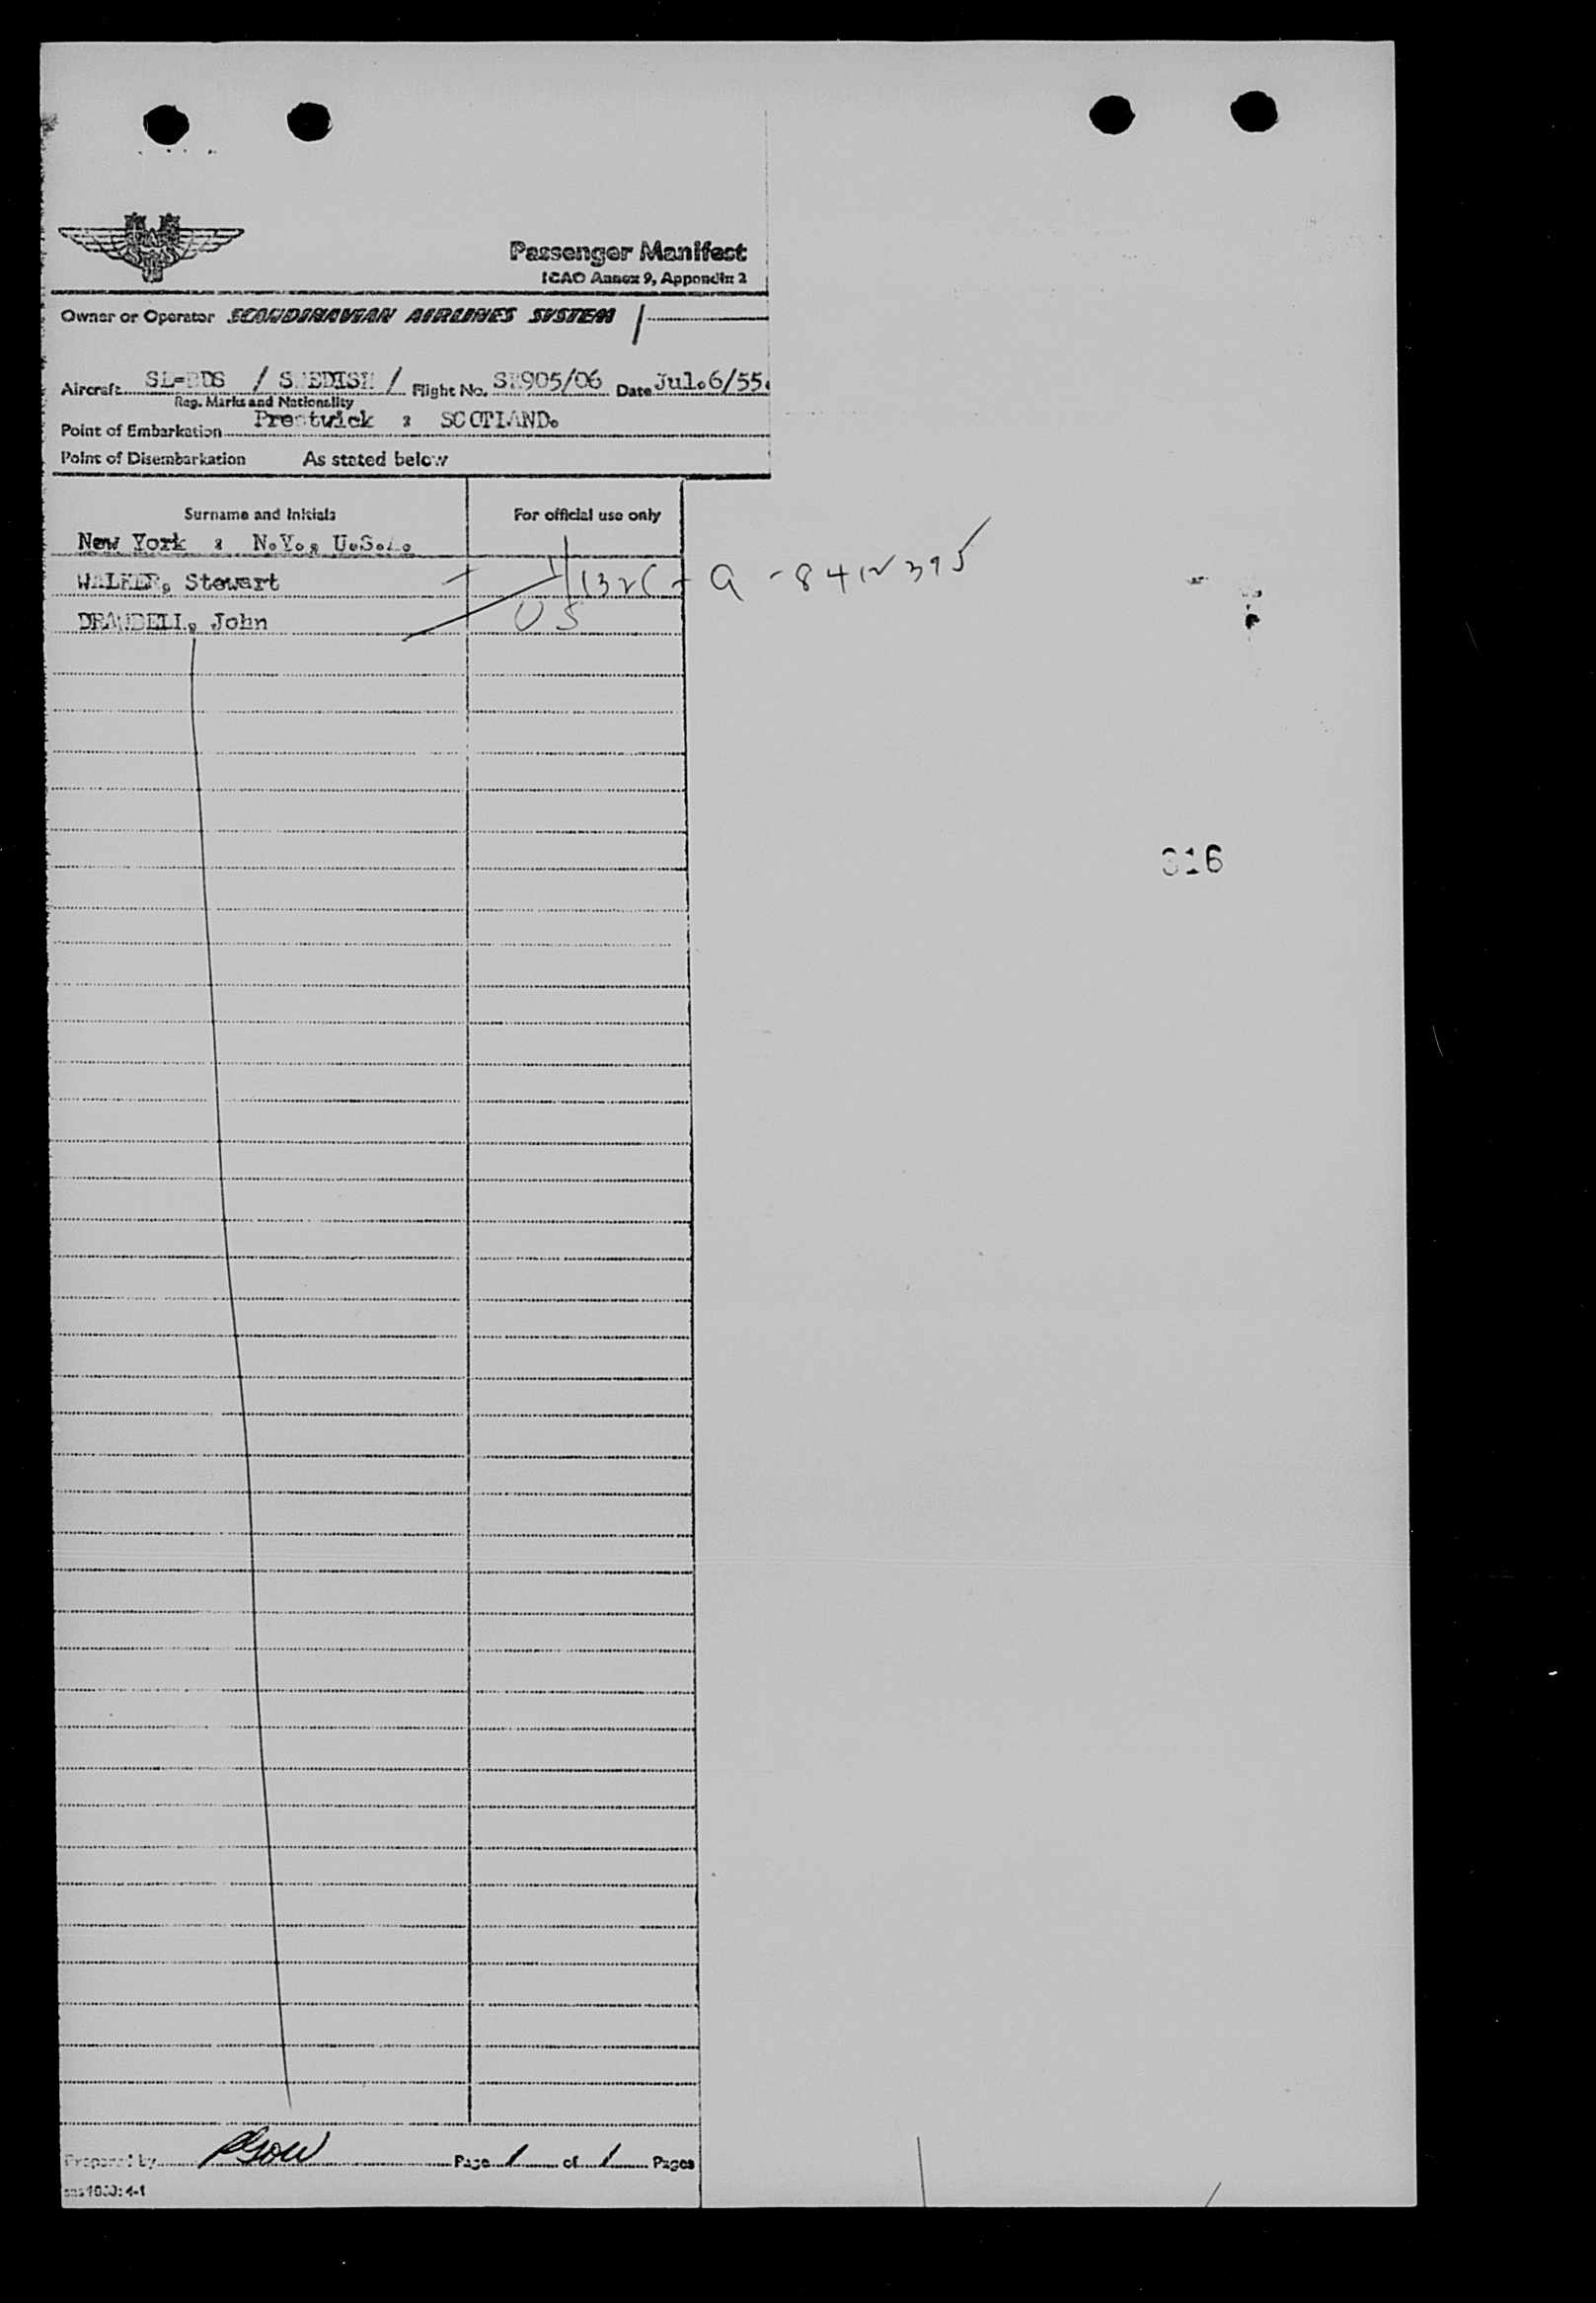 Passenger Manifest
ICAO Annex 9, Appendix 2
Owner or Operator SCANDINAVIAN AIRLINES SYSTEM
Aircraft / SWEDISH / Flight No. SK905/06 Date Jul.6/55.
Reg. Marks and Nationality
Point of Embarkation Prestwick : SCOTLAND.
Point of Disembarkation As stated below
Surname and Initials For official use only
New York : N.Y., U.S.A.
WALKER, Stewart
John US
316
Prepared by Page 1 of 1 Pages